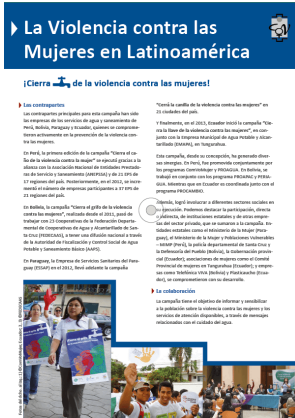 La Violencia contra las
Mujeres en Latinoamérica
¡Cierra de la violencia contra las mujeres!
Las contrapartes
Las contrapartes principales para esta campaña han sido
las empresas de los servicios de agua y saneamiento de
Perú, Bolivia, Paraguay y Ecuador, quienes se comprome-
tieron activamente en la prevención de la violencia con-
tra las mujeres.
En Perú, la primera edición de la campaña "Cierra el ca-
ño de la violencia contra la mujer" se ejecutó gracias a la
alianza con la Asociación Nacional de Entidades Prestado-
ras de Servicio y Saneamiento (ANEPSSA) y de 21 EPS de
17 regiones del país. Posteriormente, en el 2012, se incre-
mentó el número de empresas participantes a 37 EPS de
21 regiones del país.
En Bolivia, la campaña "Cierra el grifo de la violencia
contra las mujeres", realizada desde el 2011, pasó de
trabajar con 25 Cooperativas de la Federación Departa-
mental de Cooperativas de Agua y Alcantarillado de San-
ta Cruz (FEDECAAS), a tener una difusión nacional a través
de la Autoridad de Fiscalización y Control Social de Agua
Potable y Saneamiento Básico (AAPS).
En Paraguay, la Empresa de Servicios Sanitarios del Para-
guay (ESSAP) en el 2012, llevó adelante la campaña
"Cerrá la canilla de la violencia contra las mujeres" en
21 ciudades del país.
Y finalmente, en el 2013, Ecuador inició la campaña "Cie-
rra la llave de la violencia contra las mujeres", en con-
junto con la Empresa Municipal de Agua Potable y Alcan-
tarillado (EMAPA), en Tungurahua
Esta campaña, desde su concepción, ha generado diver-
sas sinergias. En Perú, fue promovida conjuntamente por
los programas ComVoMujer y PROAGUA. En Bolivia, se
trabajó en conjunto con los programas PROAPAC y PERIA-
GUA. Mientras que en Ecuador es coordinada junto con el
programa PROCAMBIO.
Además, logró involucrar a diferentes sectores sociales en
su ejecución. Podemos destacar la participación, directa
o indirecta, de instituciones estatales y de otras empre-
sas del sector privado, que se sumaron a la campaña. En-
tidades estatales como el Ministerio de la Mujer (Para-
guay), el Ministerio de la Mujer y Poblaciones Vulnerables
– MIMP (Perú), la policía departamental de Santa Cruz y
la Defensoría del Pueblo (Bolivia), la Gobernación provin-
cial (Ecuador); asociaciones de mujeres como el Comité
Permanente de mujeres en Tungurahua (Ecuador), y empre-
sas como Telefónica VIVA (Bolivia) y Plasticaucho (Ecua-
dor), se comprometieron con su desarrollo.
La colaboración
La campaña tiene el objetivo de informar y sensibilizar
a la población sobre la violencia contra las mujeres y los
servicios de atención disponibles, a través de mensajes
relacionados con el cuidado del agua.